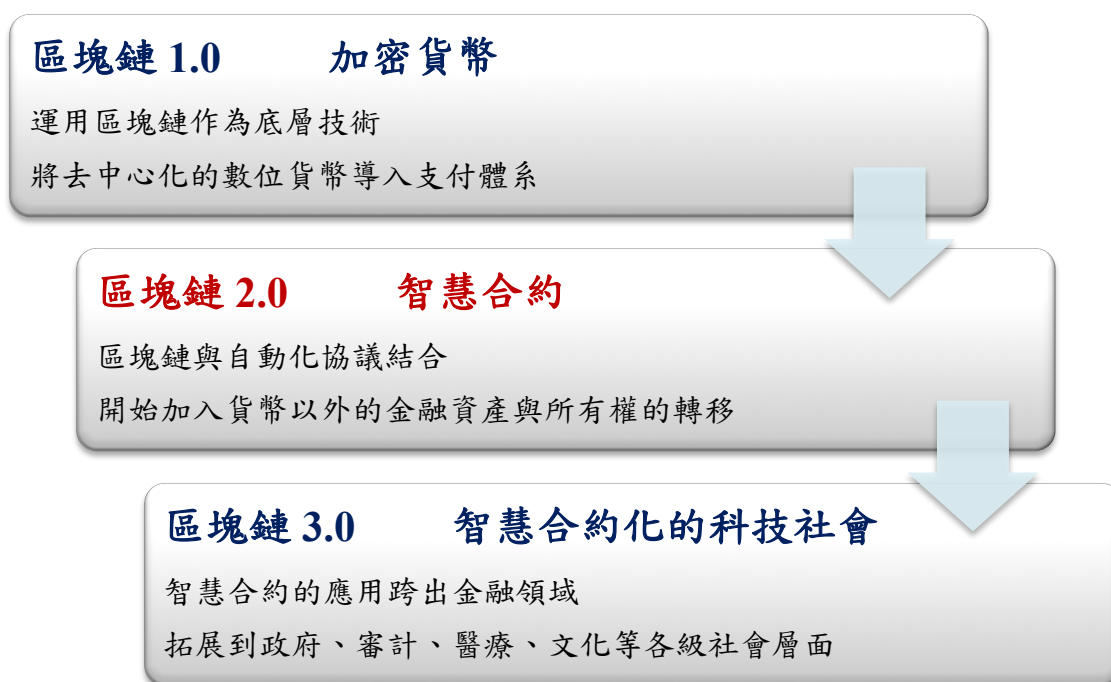 區塊鏈 1.0 加密貨幣
運用區塊鏈作為底層技術
將去中心化的數位貨幣導入支付體系
區塊鏈 2.0 智慧合約
區塊鏈與自動化協議結合
開始加入貨幣以外的金融資產與所有權的轉移
區塊鏈 3.0 智慧合約化的科技社會
智慧合約的應用跨出金融領域
拓展到政府、審計、醫療、文化等各級社會層面